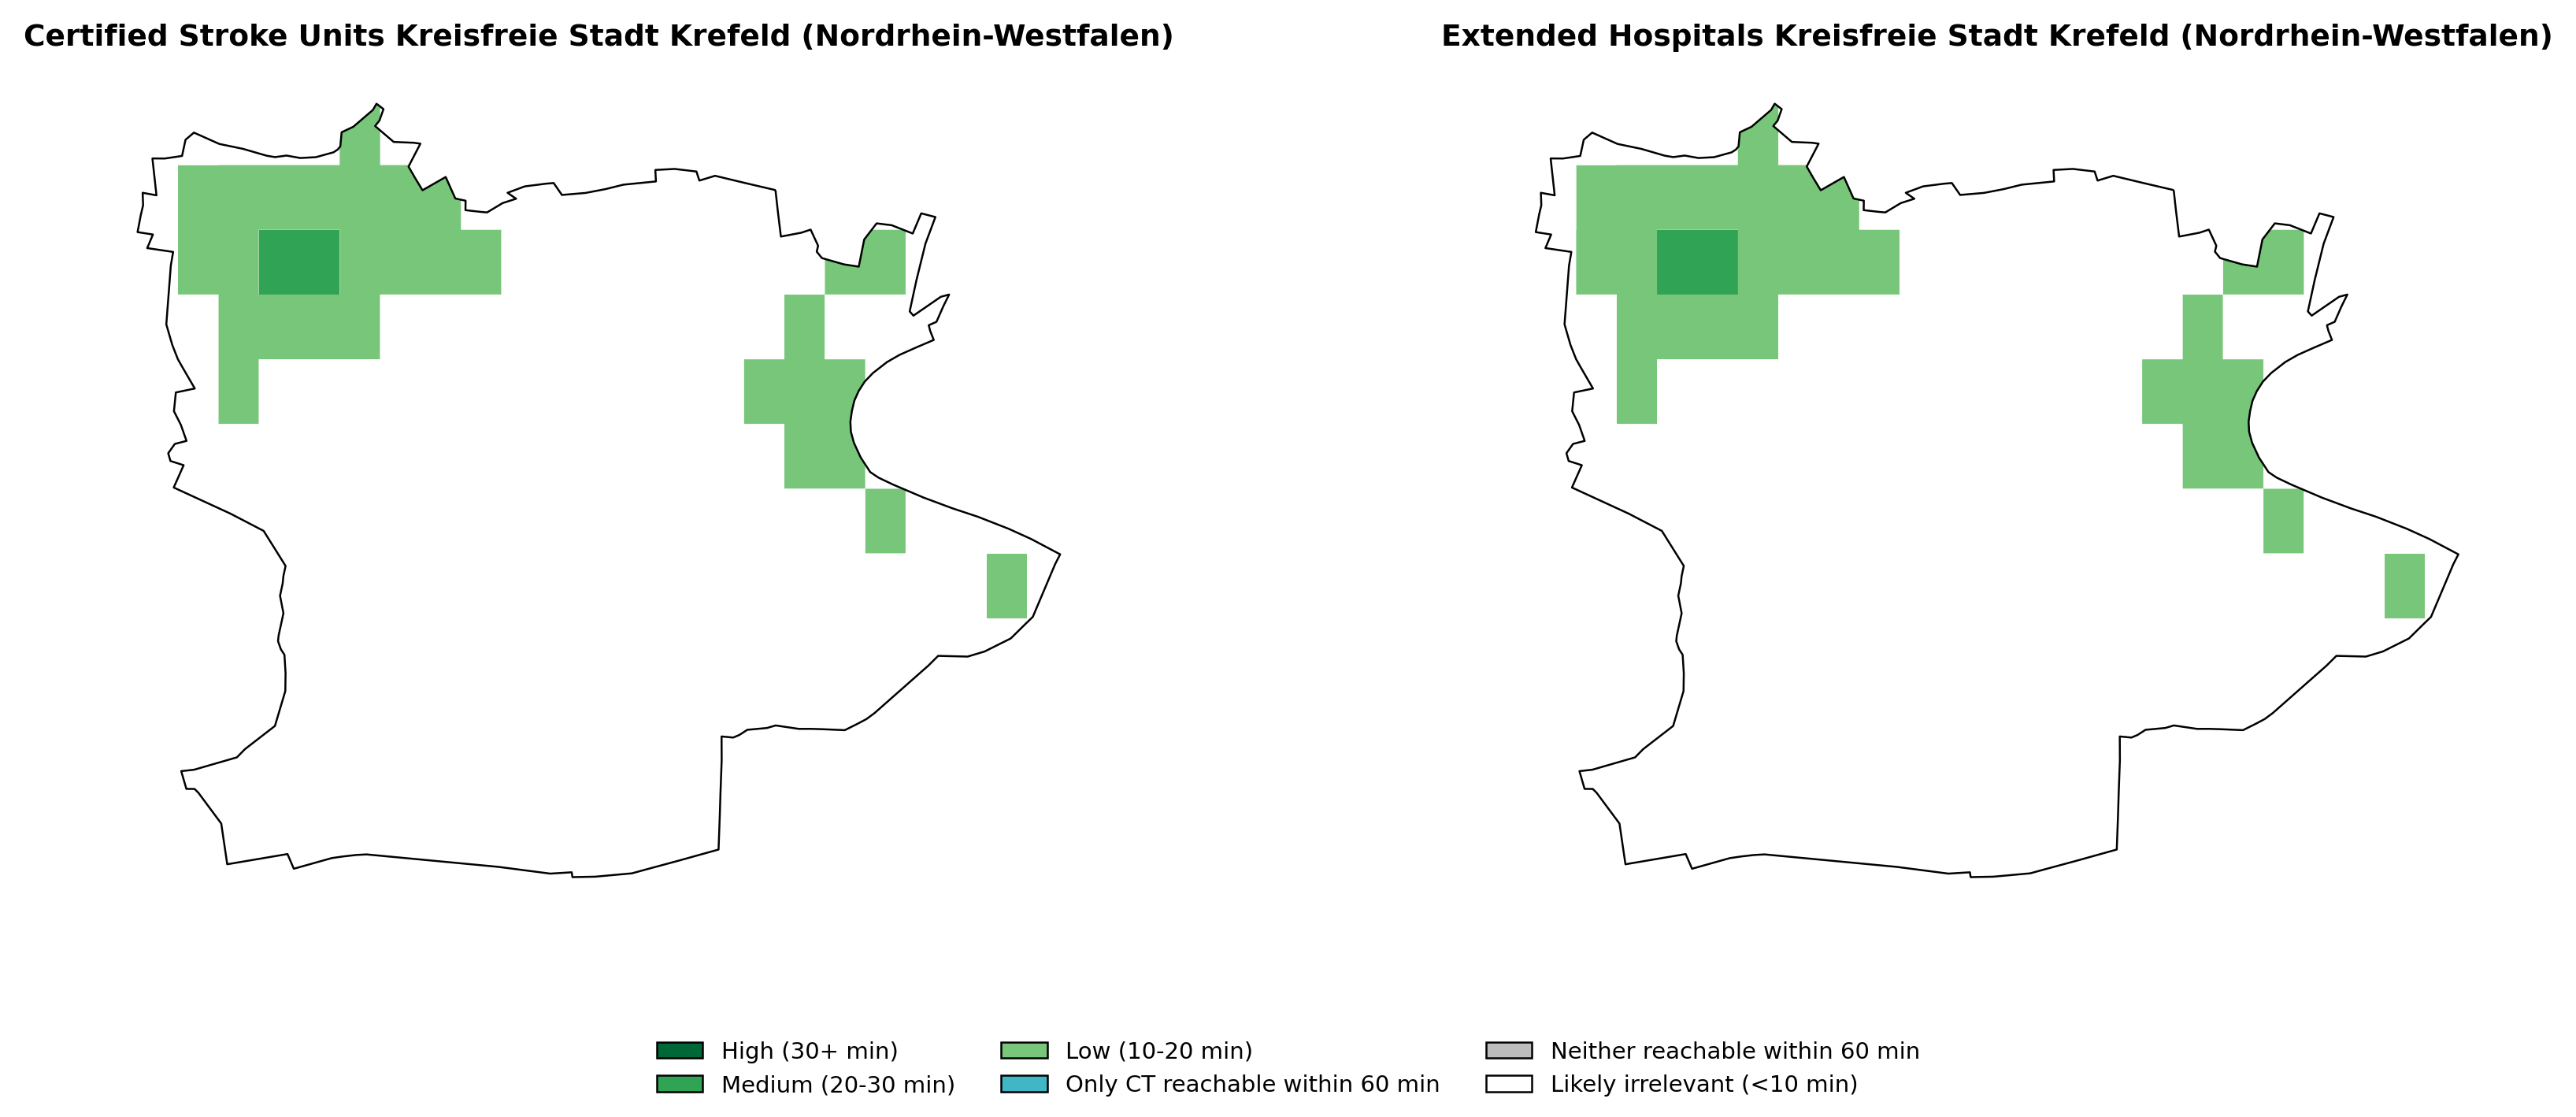 Certified Stroke Units Kreisfreie Stadt Krefeld (Nordrhein-Westfalen)
Extended Hospitals Kreisfreie Stadt Krefeld (Nordrhein-Westfalen)
High (30+ min)
Medium (20-30 min)
Low (10-20 min)
Only CT reachable within 60 min
Neither reachable within 60 min
Likely irrelevant (<10 min)